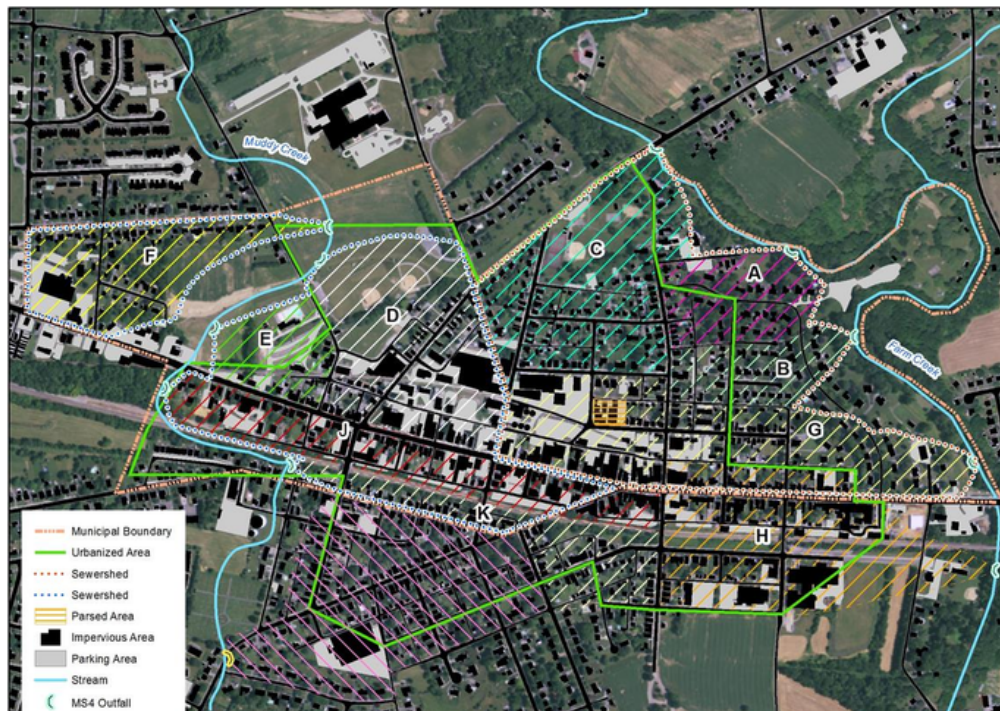 Muddy Creek
C
F
A
D
E
B
Farm Creek
G
J
K
H
Municipal Boundary
Urbanized Area
Sewershed
Sewershed
Parsed Area
Impervious Area
Parking Area
Stream
MS4 Outfall